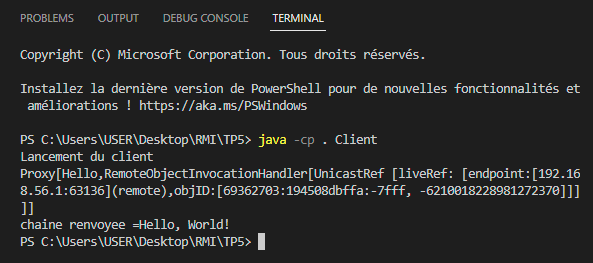 PROBLEMS OUTPUT DEBUG CONSOLE TERMINAL
Copyright (C) Microsoft Corporation. Tous droits réservés.
Installez la dernière version de PowerShell pour de nouvelles fonctionnalités et
améliorations ! https://aka.ms/PSWindows
PS C:\Users\USER\Desktop\RMI\TP5> java -cp . Client
Lancement du client
Proxy[Hello,RemoteObjectInvocationHandler[UnicastRef [liveRef: [endpoint:[192.16
8.56.1:63136](remote),objID:[69362703:194508dbffa:-7fff, -6210018228981272370]]]
]]
chaine renvoyee =Hello, World!
PS C:\Users\USER\Desktop\RMI\TP5>